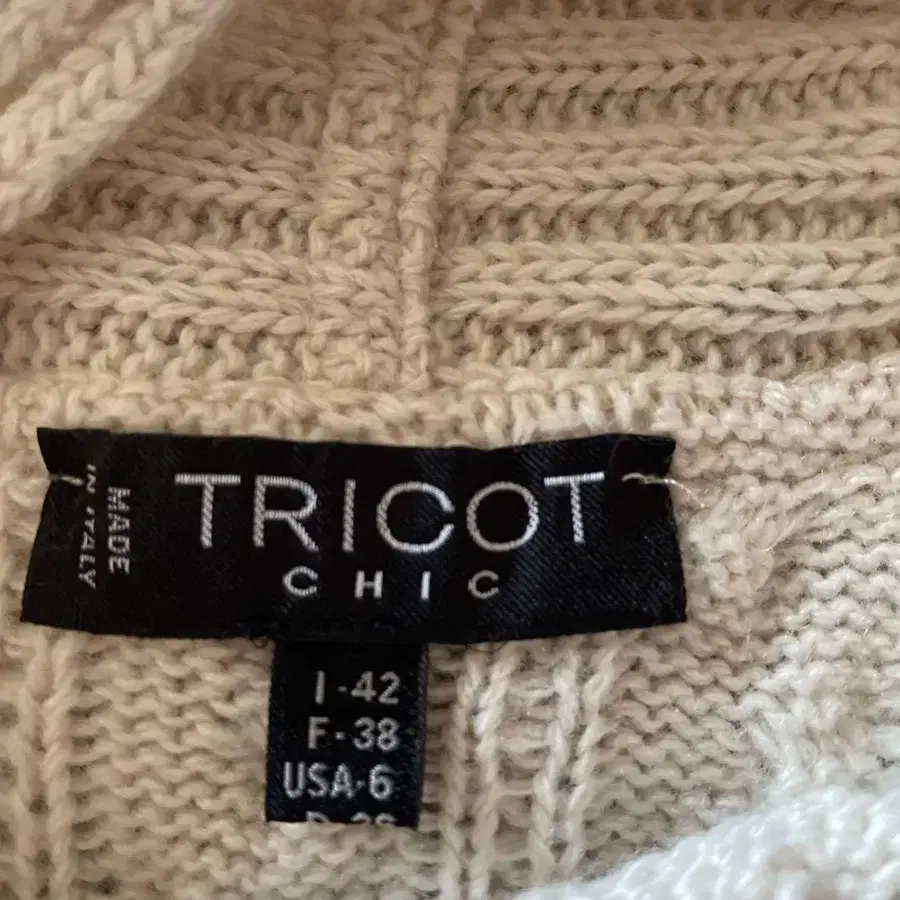 MADE
IN ITALY
TRICOT
CHIC
I-42
F-38
USA-6